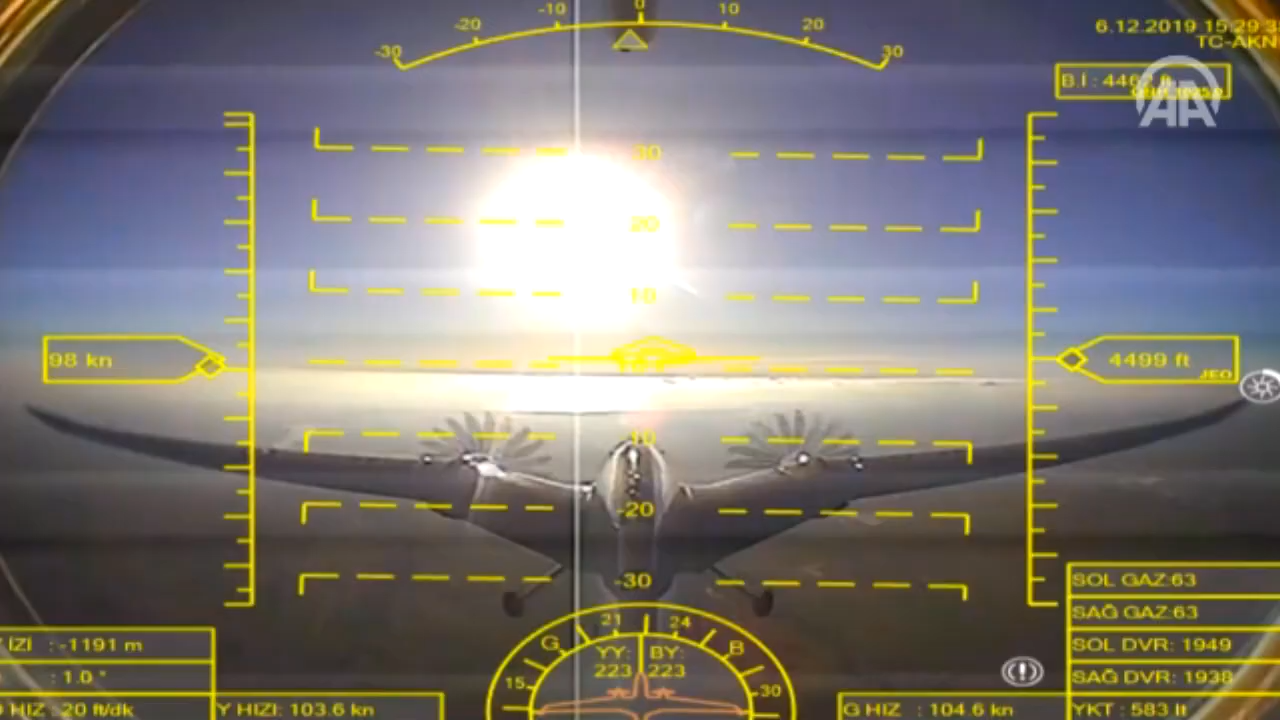 -30 -20 -10 0 10 20 30
6.12.2019 15:29
TC-AKN
B.İ : 446
AA
30
20
10
98 kn
4499 ft
JEO
-10
-20
-30
SOL GAZ:63
SAĞ GAZ:63
SOL DVR: 1949
SAĞ DVR: 1938
YKT : 583 lt
İZİ : -1191 m
: 1.0 °
HIZ : 20 ft/dk
Y HIZI: 103.6 kn
G HIZ : 104.6 kn
15 G 21 24 B 30
YY: BY:
223 223